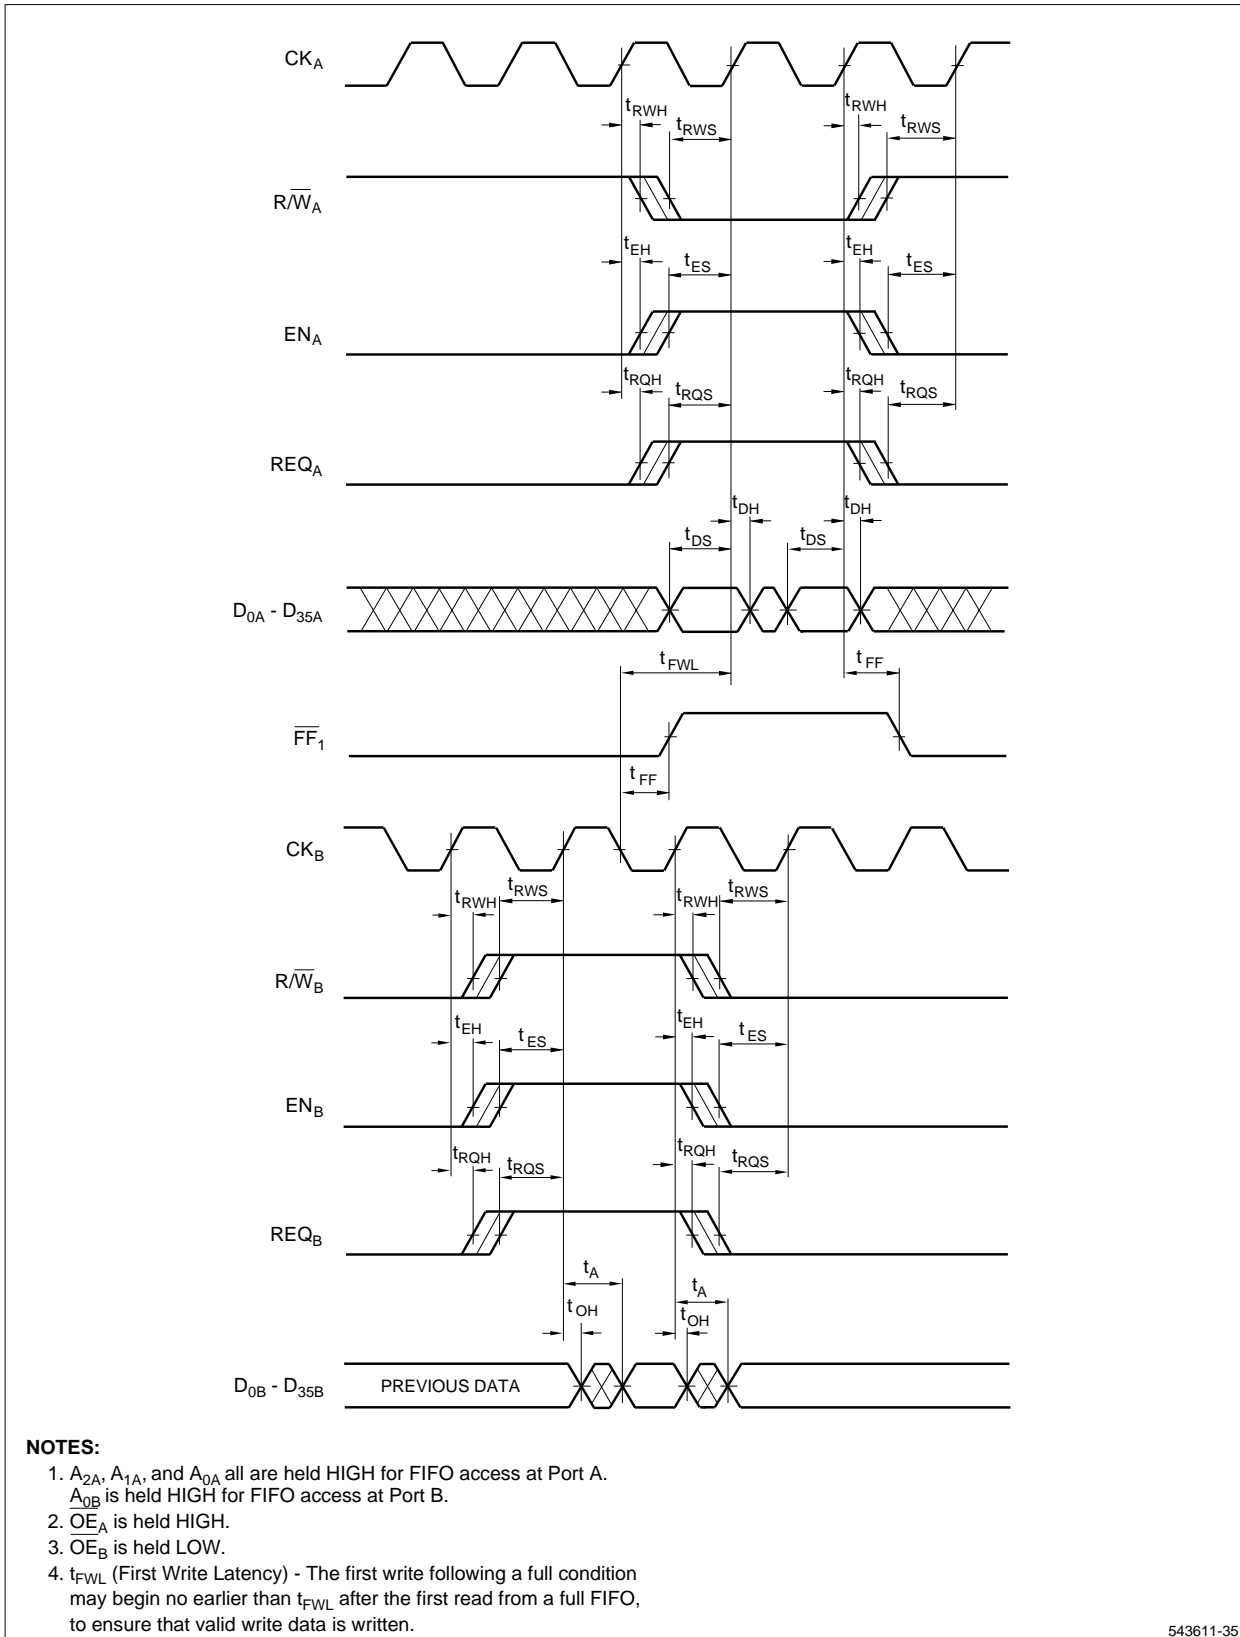 CKA
tRWH
tRWS
tRWH
tRWS
R/W̅A
tEH
tES
tEH
tES
ENA
tRQH
tRQS
tRQH
tRQS
REQA
tDH
tDH
tDS
tDS
D0A - D35A
tFWL
tFF
F̅F̅1
tFF
CKB
tRWH
tRWS
tRWH
tRWS
R/W̅B
tEH
tES
tEH
tES
ENB
tRQH
tRQS
tRQH
tRQS
REQB
tA
tA
tOH
tOH
D0B - D35B
PREVIOUS DATA
NOTES:
1. A2A, A1A, and A0A all are held HIGH for FIFO access at Port A.
A0B is held HIGH for FIFO access at Port B.
2. O̅E̅A is held HIGH.
3. O̅E̅B is held LOW.
4. tFWL (First Write Latency) - The first write following a full condition
may begin no earlier than tFWL after the first read from a full FIFO,
to ensure that valid write data is written.
543611-35